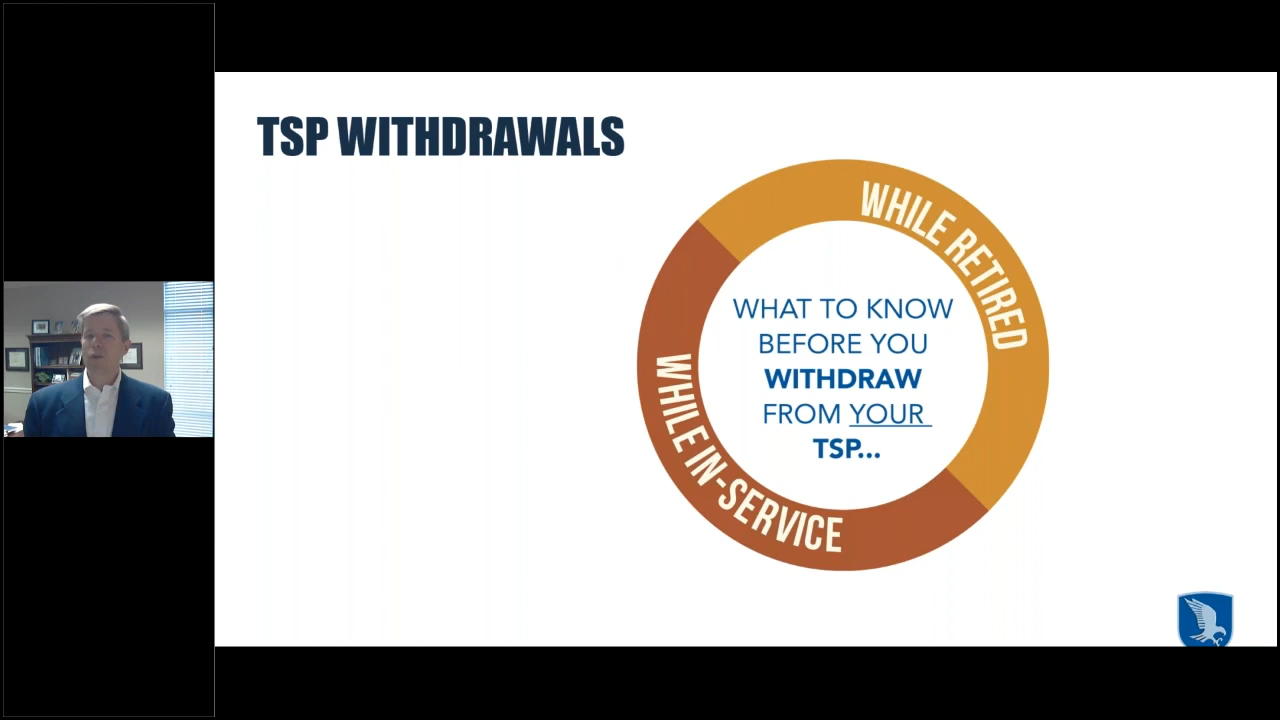 TSP WITHDRAWALS
WHILE RETIRED
WHAT TO KNOW
BEFORE YOU
WITHDRAW
FROM YOUR
TSP...
WHILE IN-SERVICE